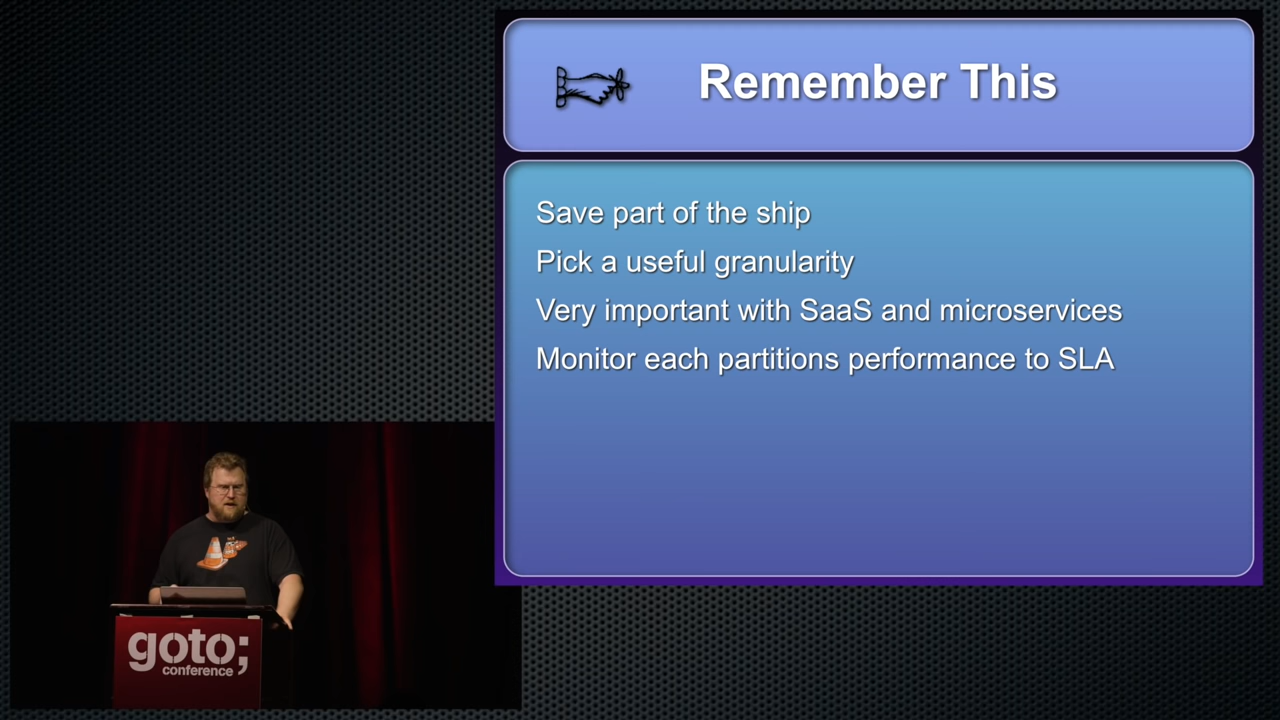 Remember This
Save part of the ship
Pick a useful granularity
Very important with SaaS and microservices
Monitor each partitions performance to SLA
goto;
conference